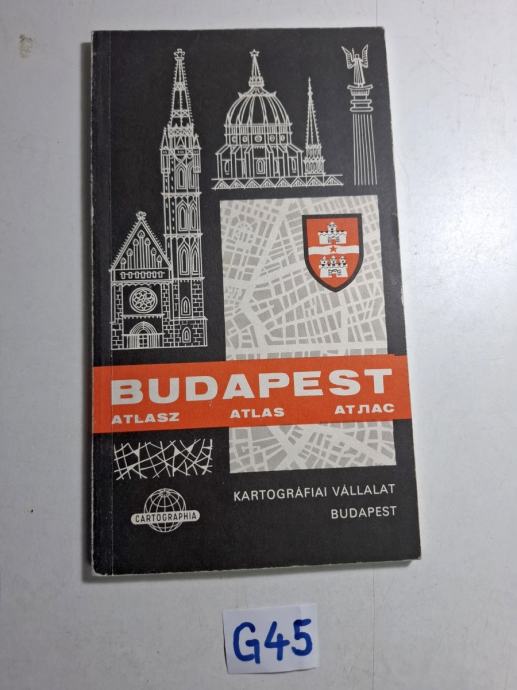 BUDAPEST
ATLASZ ATLAS АТЛАС
KARTOGRÁFIAI VÁLLALAT
BUDAPEST
CARTOGRAPHIA
G45